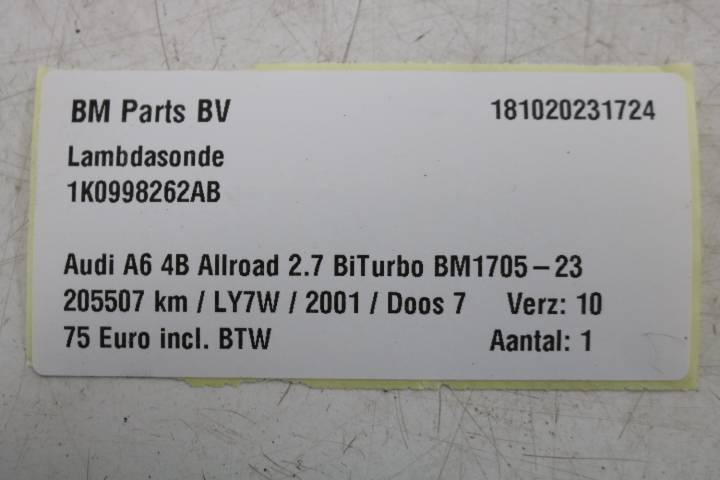 BM Parts BV 181020231724
Lambdasonde
1K0998262AB
Audi A6 4B Allroad 2.7 BiTurbo BM1705-23
205507 km / LY7W / 2001 / Doos 7 Verz: 10
75 Euro incl. BTW Aantal: 1